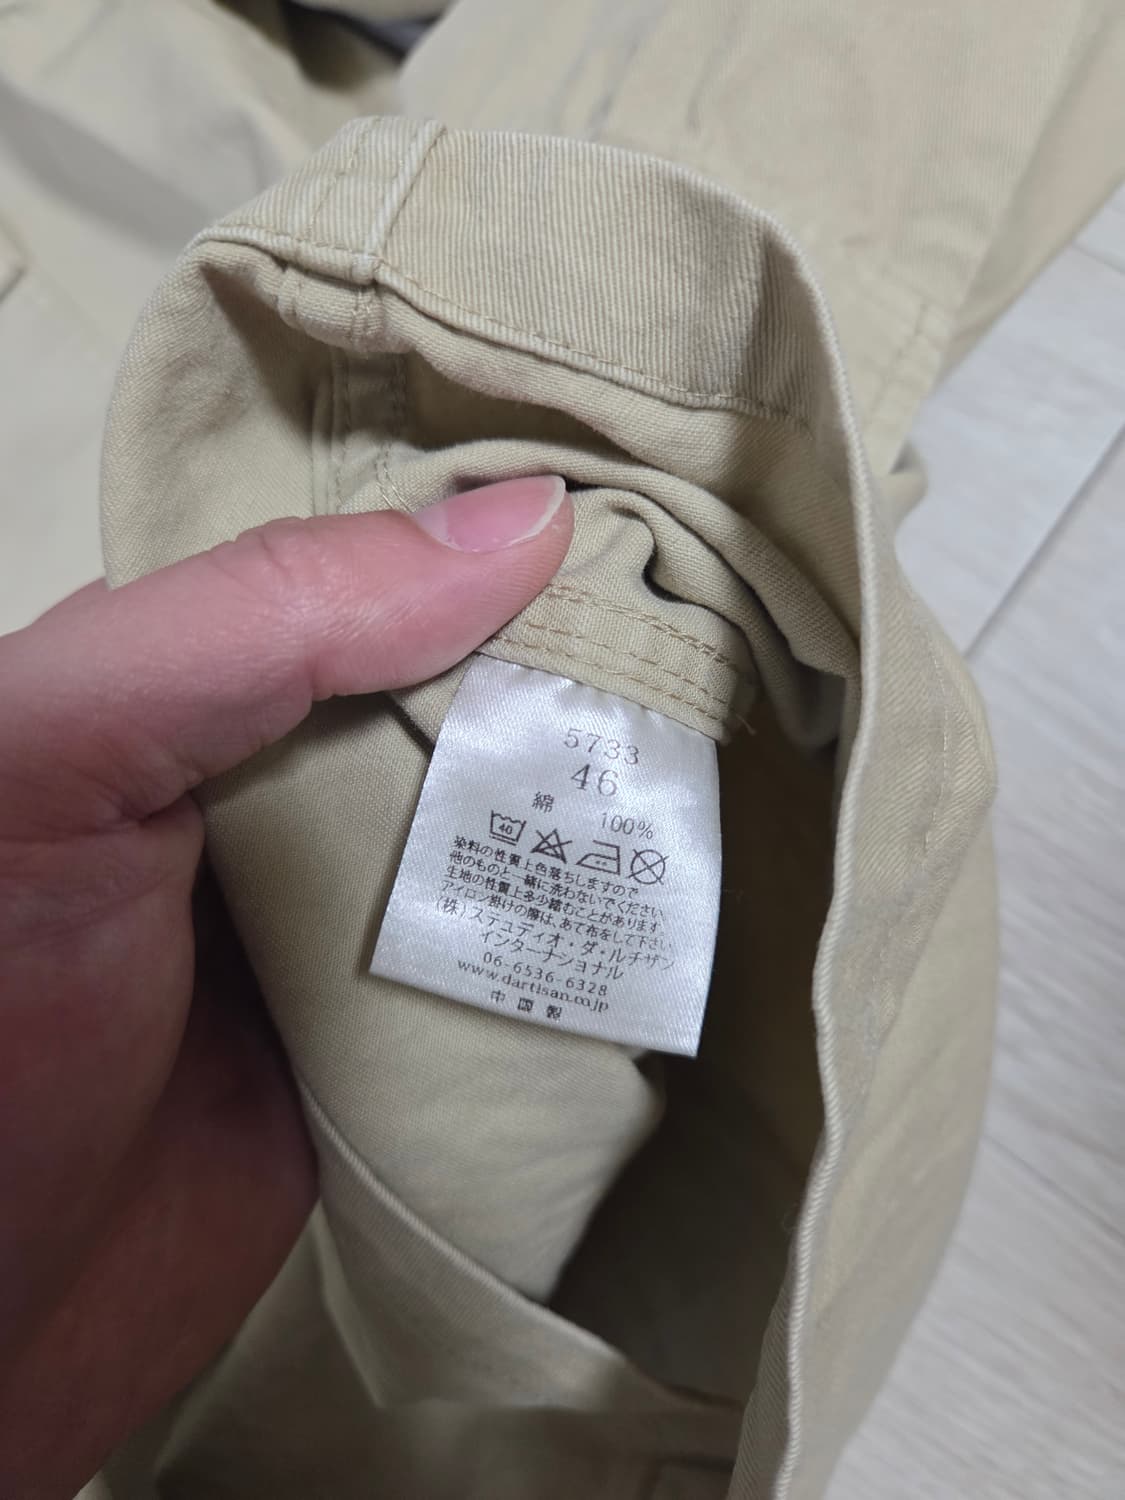 5733
46
綿 100%
40
染料の性質上色落ちしますので
他のものと一緒に洗わないでください
生地の性質上多少縮むことがあります。
アイロン掛けの際は、あて布をして下さい
(株)ステュディオ・ダ・ルチザン
インターナショナル
06-6536-6328
www.dartisan.co.jp
中國製